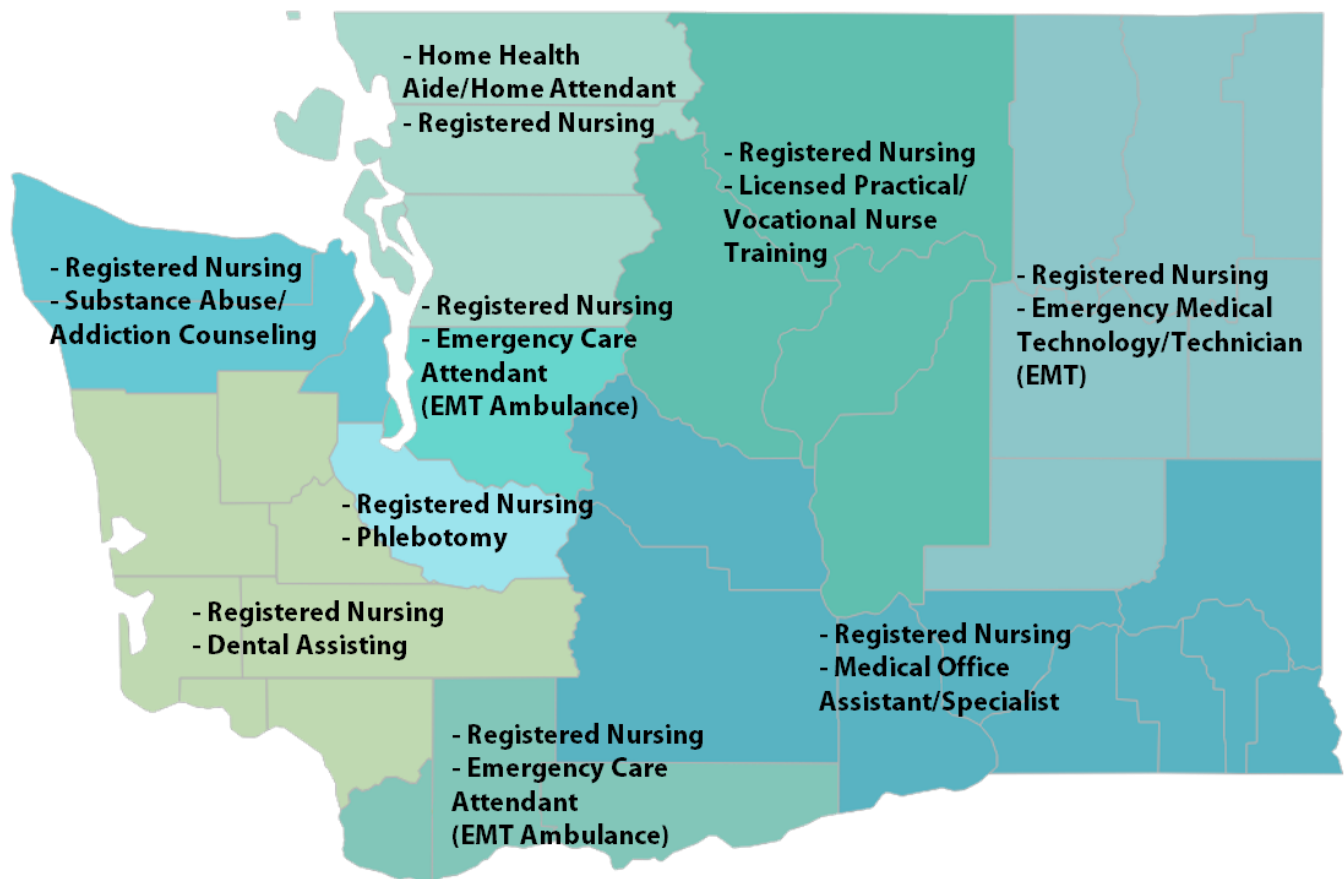 - Home Health
Aide/Home Attendant
- Registered Nursing
- Registered Nursing
- Licensed Practical/
Vocational Nurse
Training
- Registered Nursing
- Substance Abuse/
Addiction Counseling
- Registered Nursing
- Emergency Care
Attendant
(EMT Ambulance)
- Registered Nursing
- Emergency Medical
Technology/Technician
(EMT)
- Registered Nursing
- Phlebotomy
- Registered Nursing
- Dental Assisting
- Registered Nursing
- Medical Office
Assistant/Specialist
- Registered Nursing
- Emergency Care
Attendant
(EMT Ambulance)